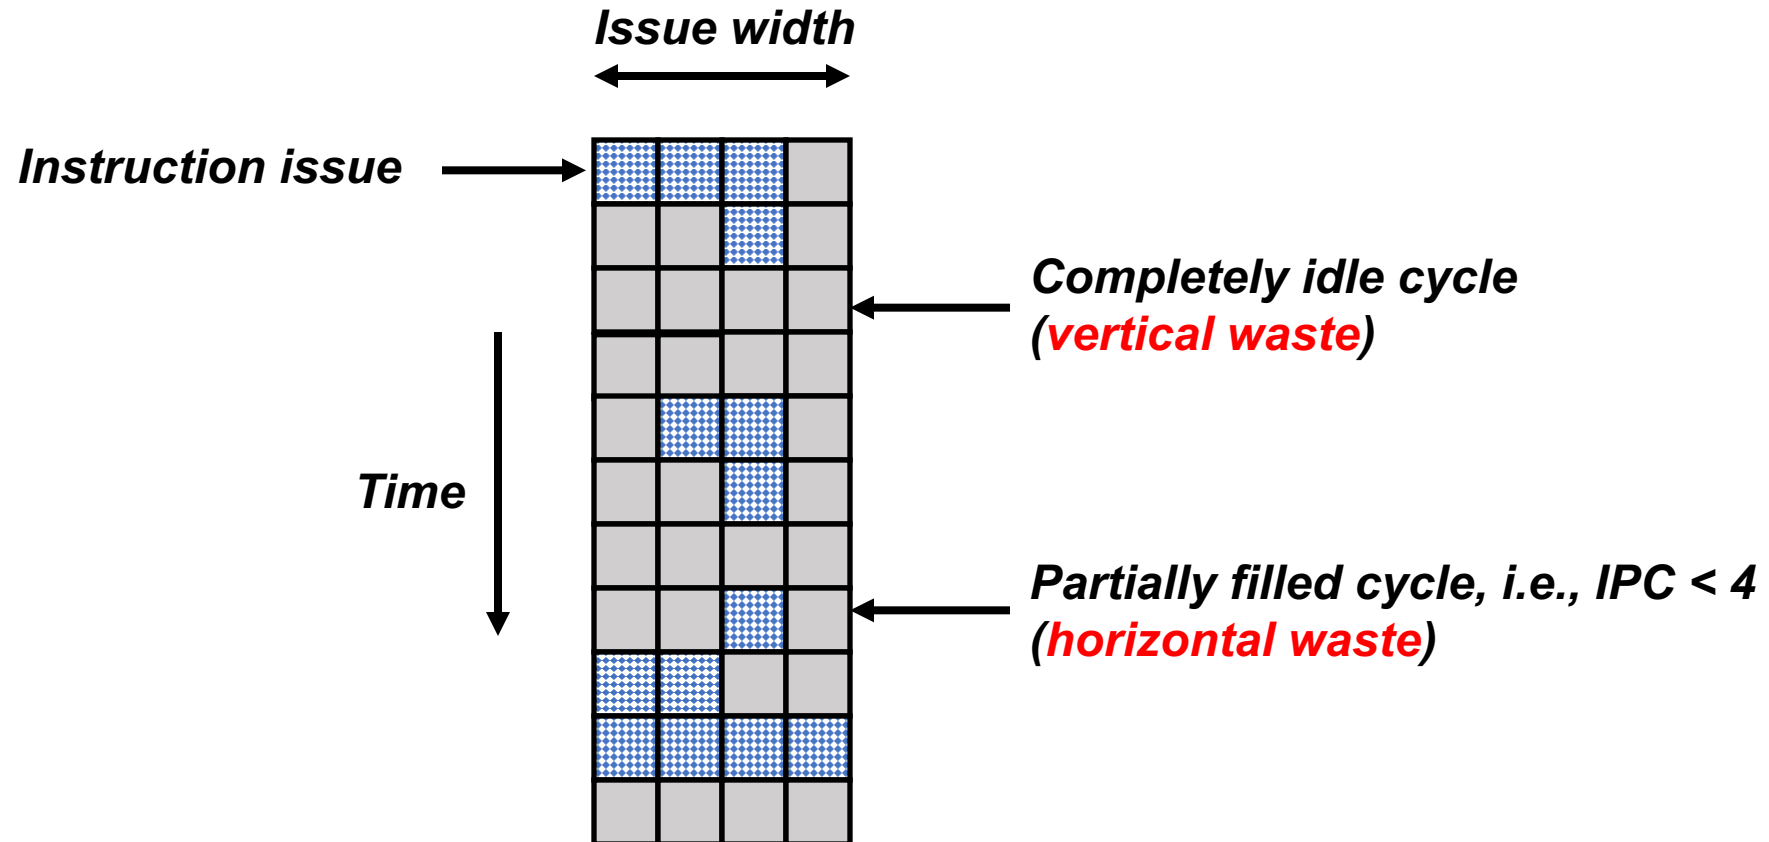 Issue width
Instruction issue
Completely idle cycle
(vertical waste)
Time
Partially filled cycle, i.e., IPC < 4
(horizontal waste)